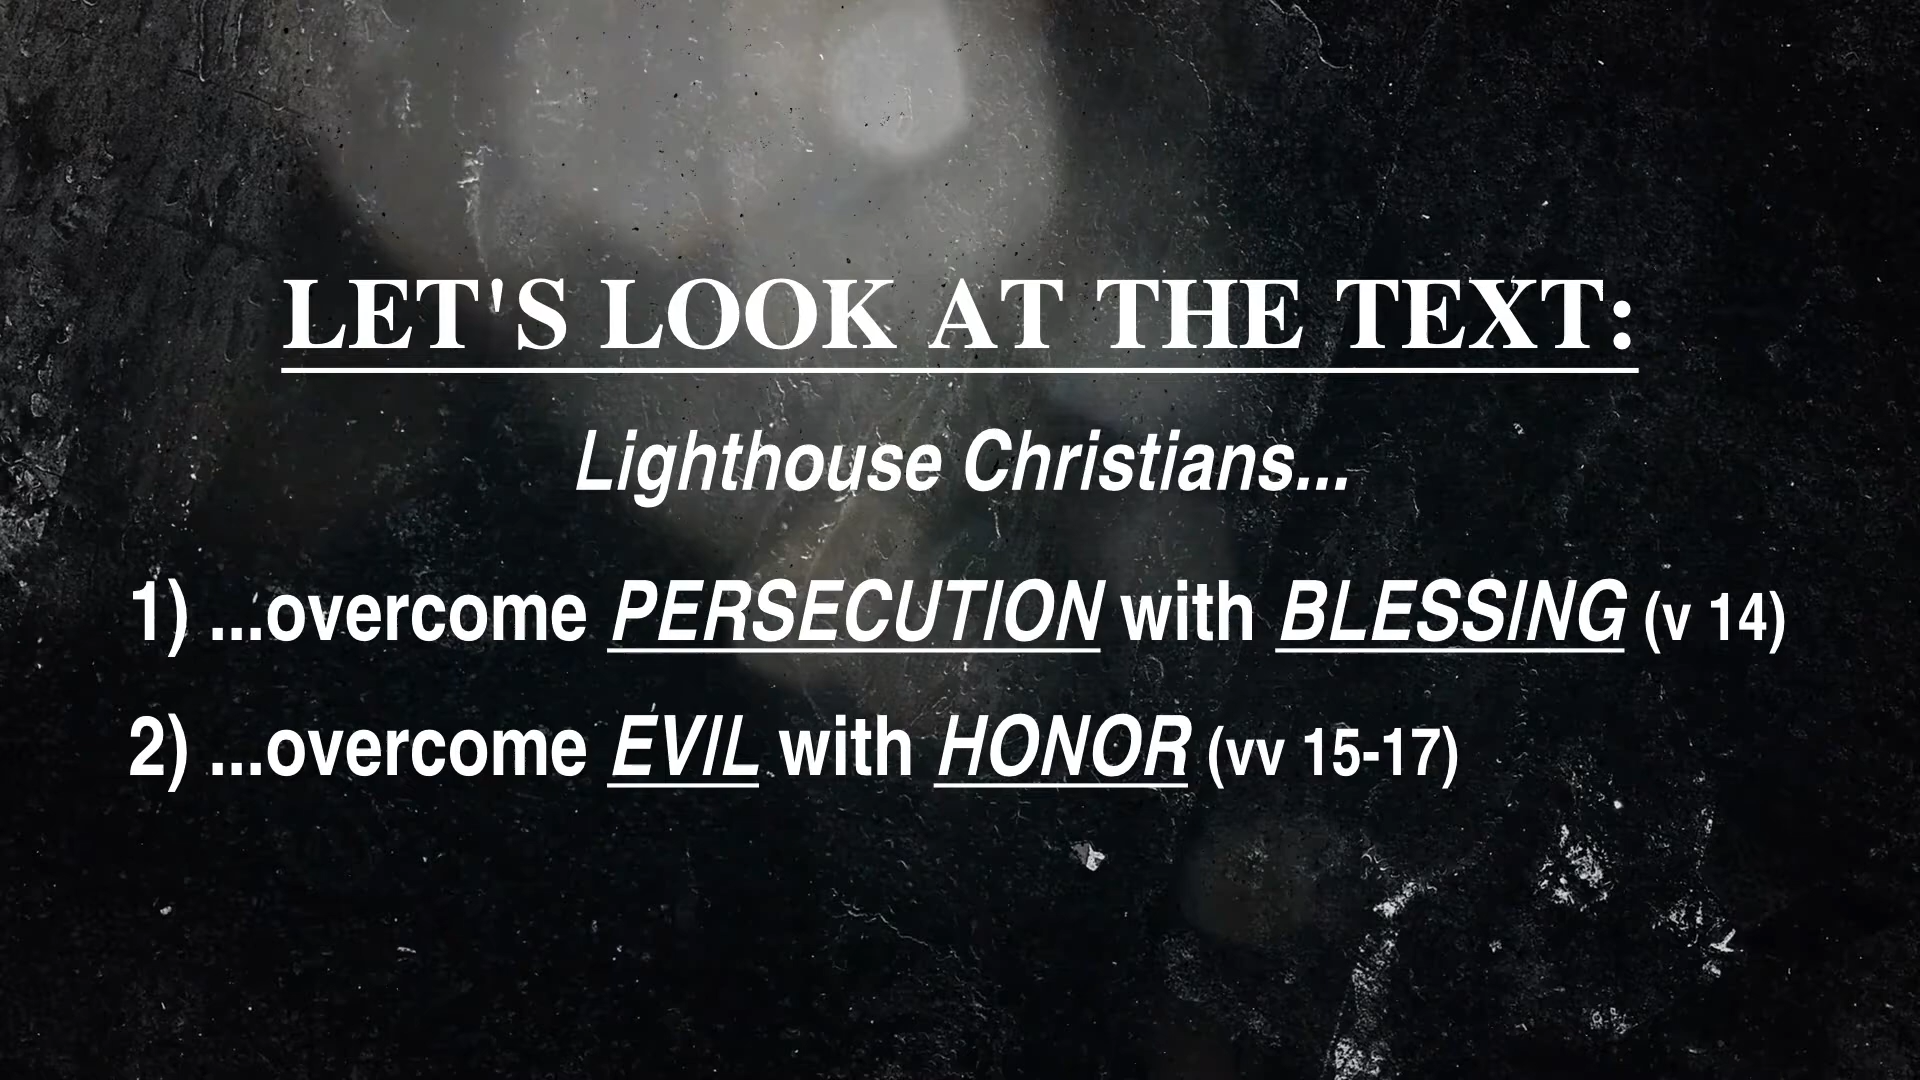 LET'S LOOK AT THE TEXT:
Lighthouse Christians...
1) ...overcome PERSECUTION with BLESSING (v 14)
2) ...overcome EVIL with HONOR (vv 15-17)